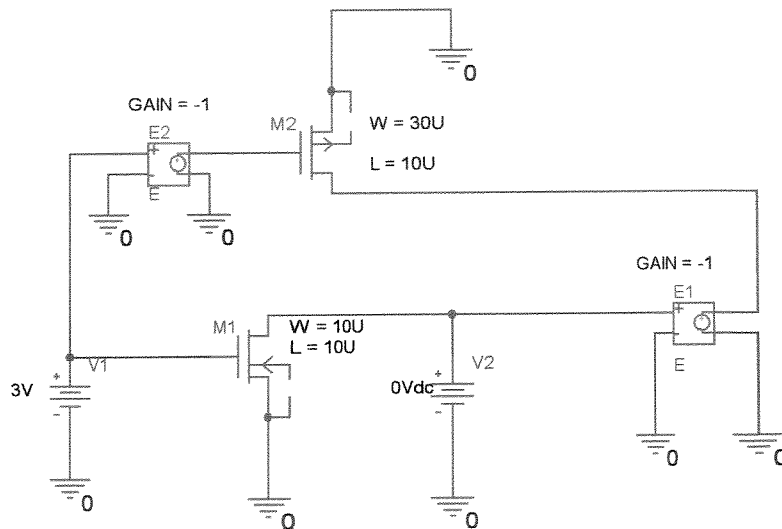 0
GAIN = -1
E2
M2
W = 30U
L = 10U
E
0
0
GAIN = -1
E1
M1
W = 10U
L = 10U
V1
3V
V2
0Vdc
E
0
0
0
0
0